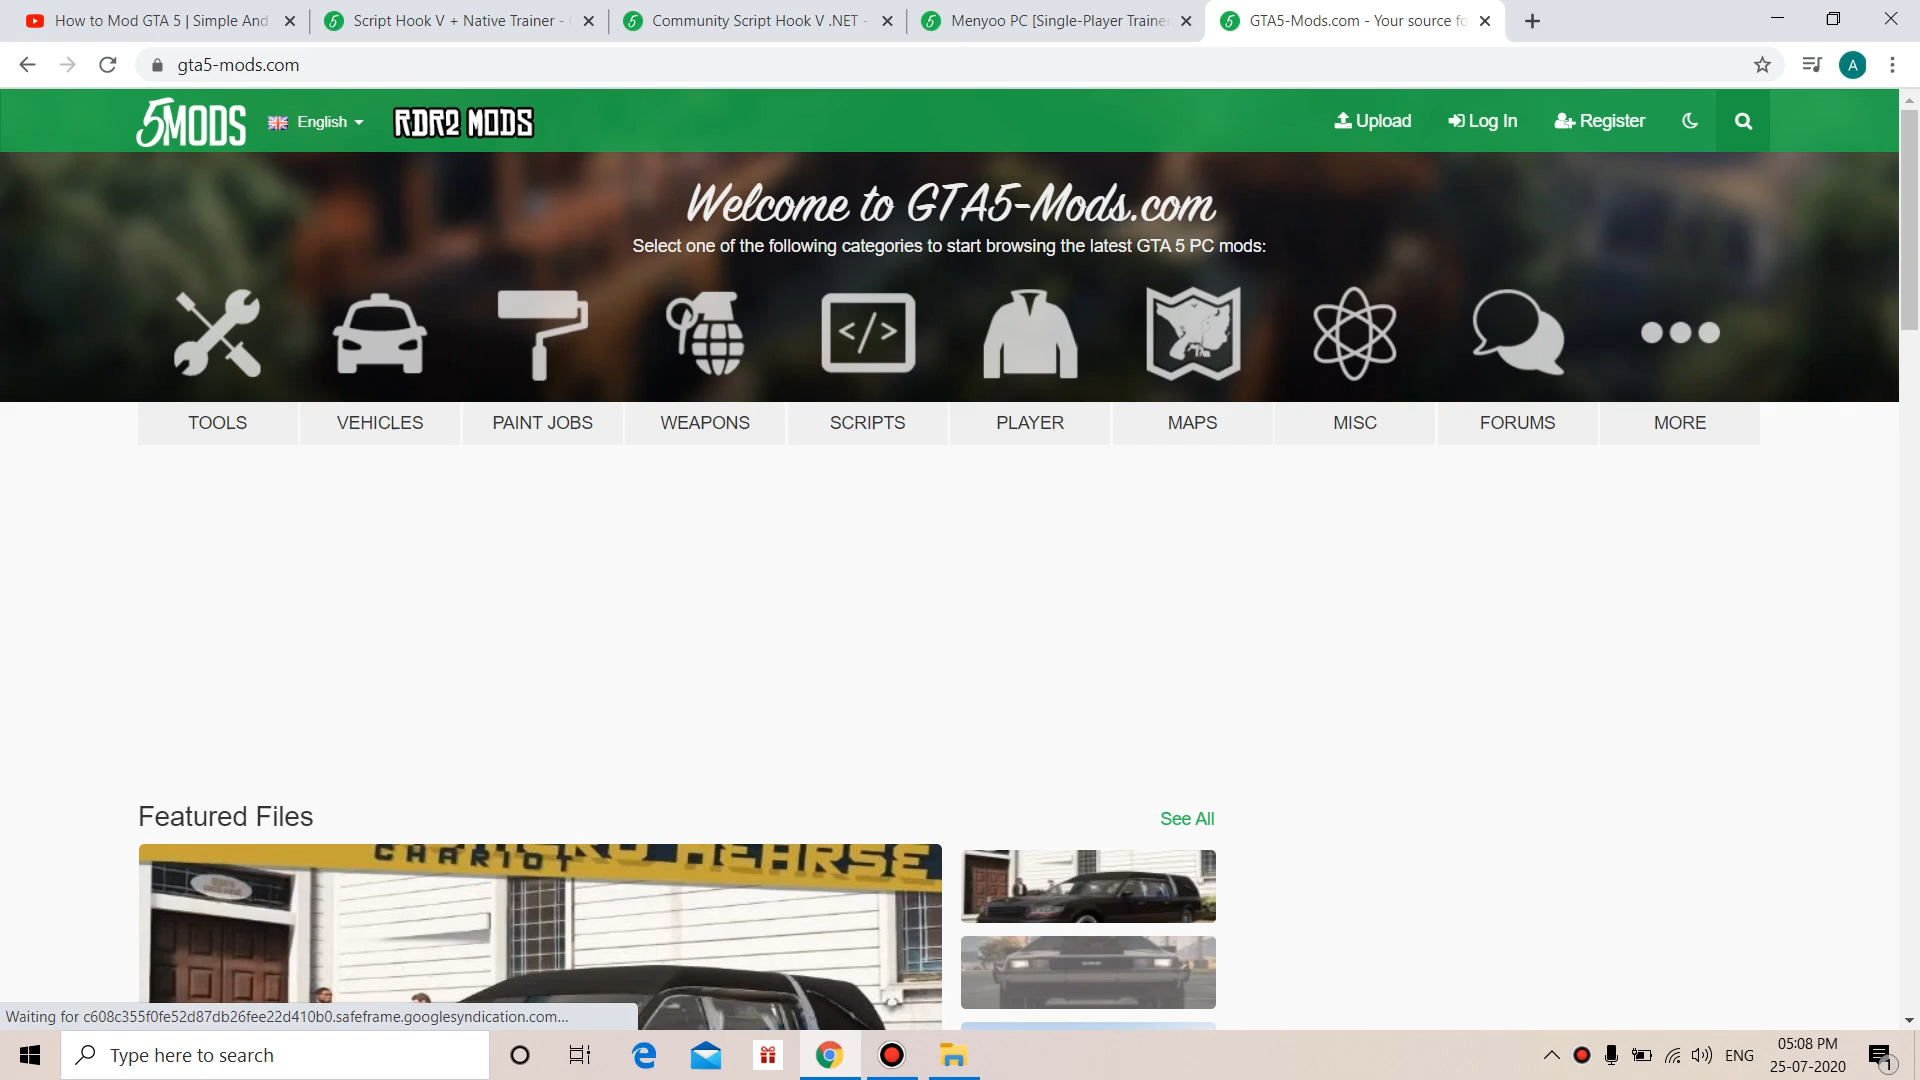 How to Mod GTA 5 | Simple And
Script Hook V + Native Trainer -
Community Script Hook V .NET -
Menyoo PC [Single-Player Traine
GTA5-Mods.com - Your source fo
gta5-mods.com
A
5MODS
English
RDR2 MODS
Upload
Log In
Register
Welcome to GTA5-Mods.com
Select one of the following categories to start browsing the latest GTA 5 PC mods:
</>
TOOLS
VEHICLES
PAINT JOBS
WEAPONS
SCRIPTS
PLAYER
MAPS
MISC
FORUMS
MORE
Featured Files
See All
CHARIOT
HEARSE
Waiting for c608c355f0fe52d87db26fee22d410b0.safeframe.googlesyndication.com...
Type here to search
ENG
05:08 PM
25-07-2020
1